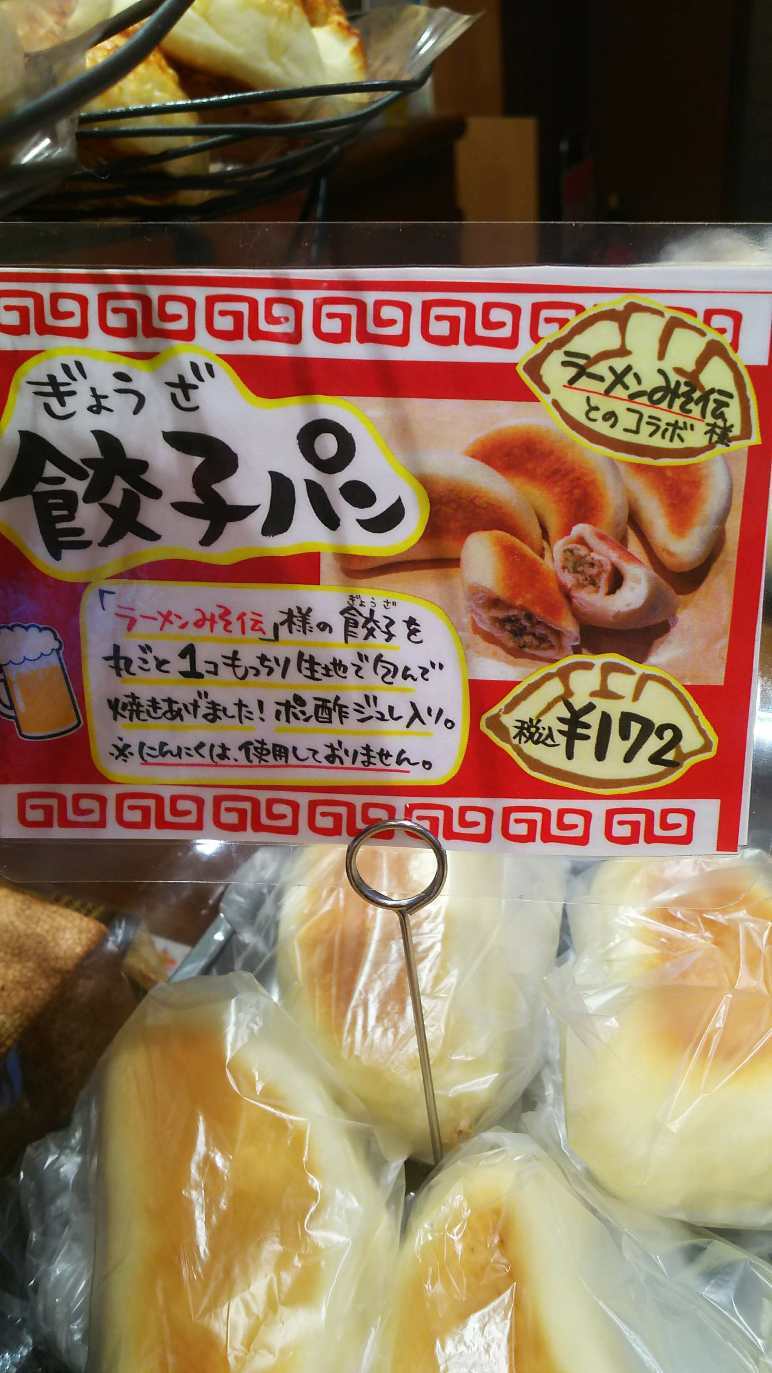 ラーメンみそ伝
とのコラボ 様
ぎょうざ
餃子パン
ぎょうざ
「ラーメンみそ伝」様の餃子を
丸ごと1コもっちり生地で包んで
焼きあげました！ポン酢ジュレ入り。
※にんにくは、使用しておりません。
税込¥172